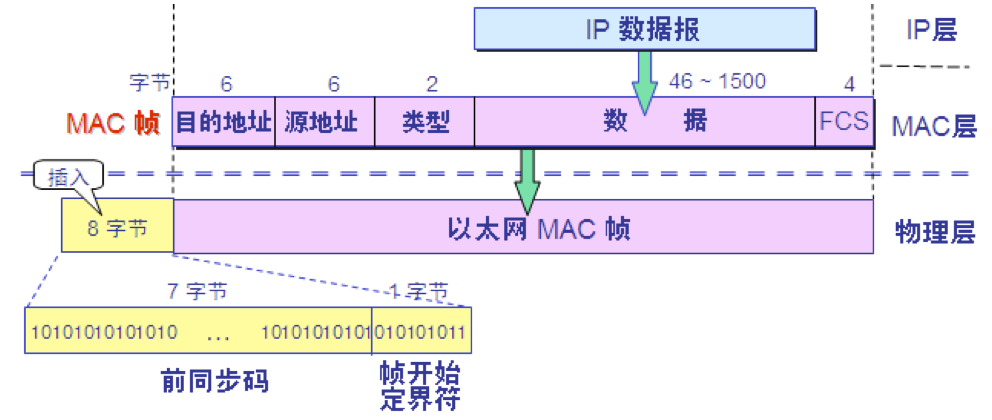 IP 数据报
IP层
字节 6 6 2 46 ~ 1500 4
MAC 帧 目的地址 源地址 类型 数 据 FCS MAC层
插入
8 字节 以太网 MAC 帧 物理层
7 字节 1 字节
10101010101010 ... 10101010101 010101011
前同步码 帧开始
定界符